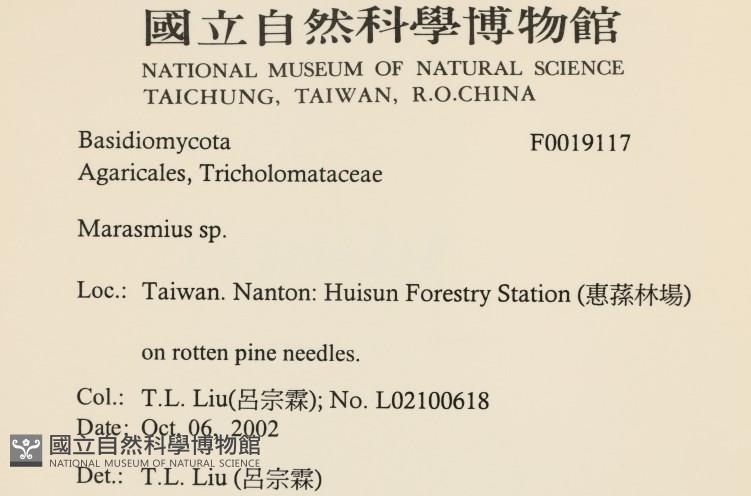 國立自然科學博物館
NATIONAL MUSEUM OF NATURAL SCIENCE
TAICHUNG, TAIWAN, R.O.CHINA
Basidiomycota F0019117
Agaricales, Tricholomataceae
Marasmius sp.
Loc.: Taiwan. Nanton: Huisun Forestry Station (惠蓀林場)
on rotten pine needles.
Col.: T.L. Liu(呂宗霖); No. L02100618
Date: Oct. 06, 2002
國立自然科學博物館
NATIONAL MUSEUM OF NATURAL SCIENCE
Det.: T.L. Liu (呂宗霖)